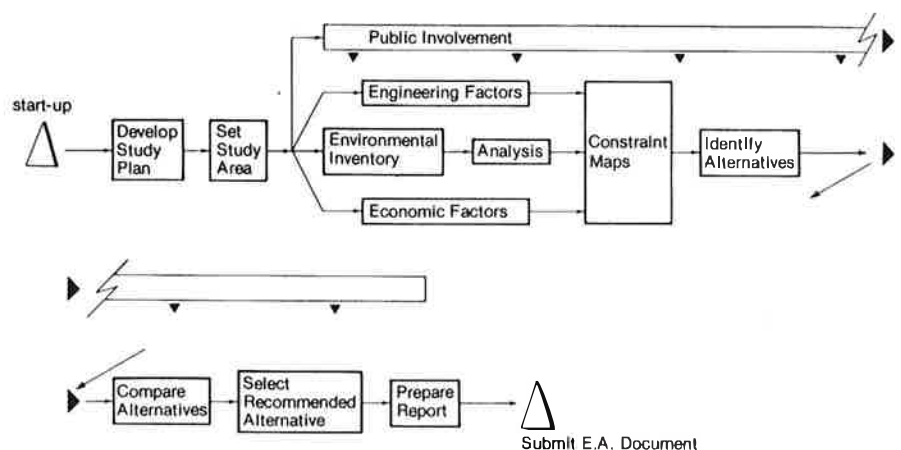 Public Involvement
start-up
Engineering Factors
Develop
Study
Plan
Set
Study
Area
Environmental
Inventory
Analysis
Constraint
Maps
Identify
Alternatives
Economic Factors
Compare
Alternatives
Select
Recommended
Alternative
Prepare
Report
Submit E.A. Document